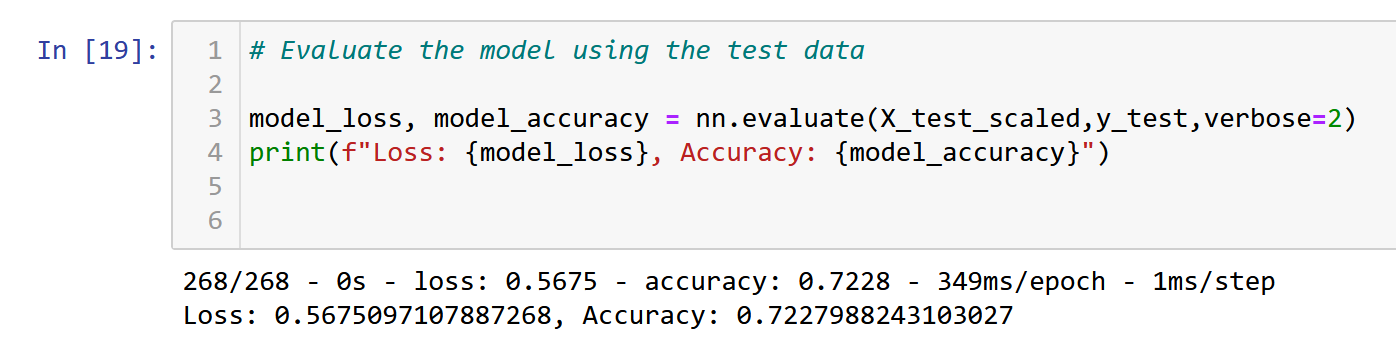 In [19]:
1 # Evaluate the model using the test data
2
3 model_loss, model_accuracy = nn.evaluate(X_test_scaled,y_test,verbose=2)
4 print(f"Loss: {model_loss}, Accuracy: {model_accuracy}")
5
6
268/268 - 0s - loss: 0.5675 - accuracy: 0.7228 - 349ms/epoch - 1ms/step
Loss: 0.5675097107887268, Accuracy: 0.7227988243103027